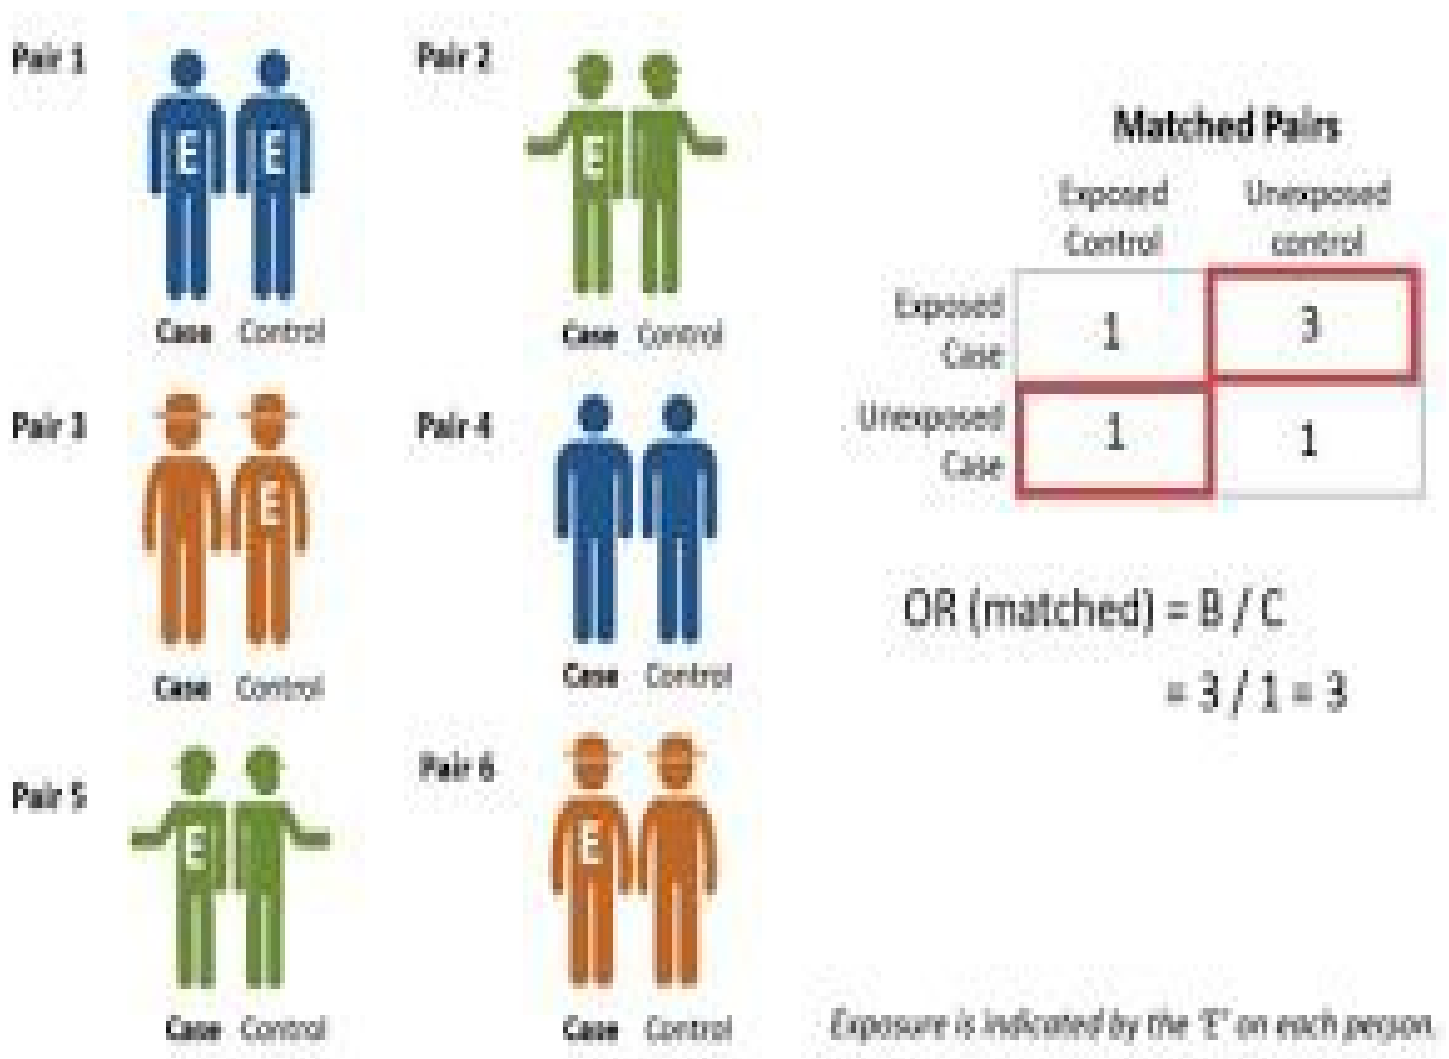 Pair 1
E E
Case Control
Pair 2
E
Case Control
Pair 3
E
Case Control
Pair 4
Case Control
Pair 5
E
Case Control
Pair 6
E
Case Control
Matched Pairs
Exposed Control
Unexposed control
Exposed Case
1 3
Unexposed Case
1 1
OR (matched) = B / C
= 3 / 1 = 3
Exposure is indicated by the 'E' on each person.